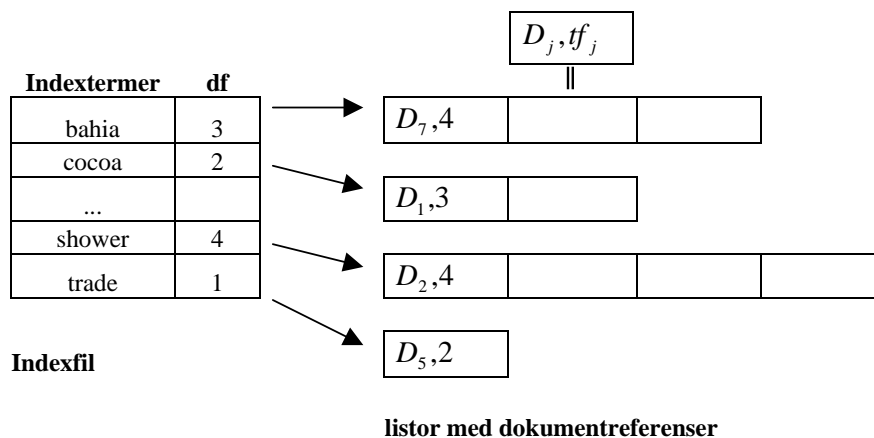 D_j, tf_j
||
Indextermer df
bahia 3
D_7,4
cocoa 2
D_1,3
...
shower 4
D_2,4
trade 1
D_5,2
Indexfil
listor med dokumentreferenser